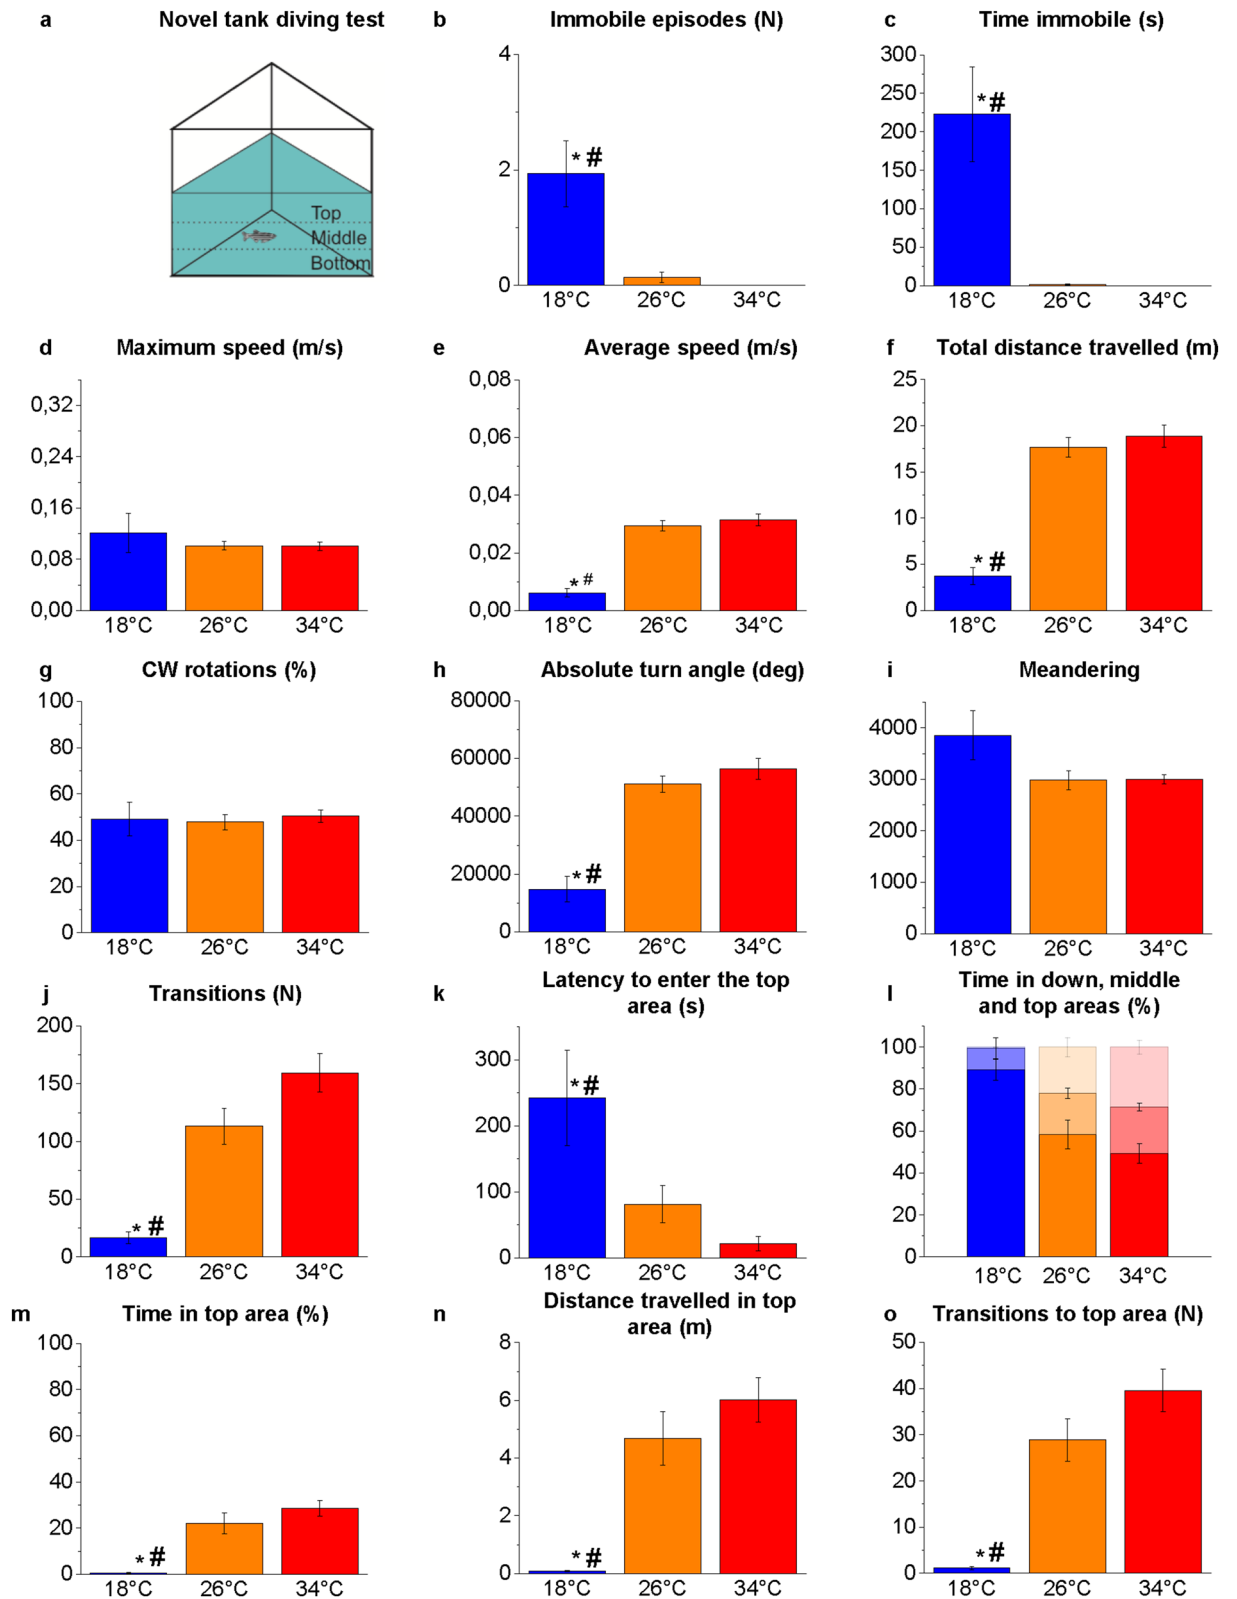 a Novel tank diving test
Top
Middle
Bottom
b Immobile episodes (N)
4
2
0
* #
18°C 26°C 34°C
c Time immobile (s)
300
250
200
150
100
50
0
* #
18°C 26°C 34°C
d Maximum speed (m/s)
0,32
0,24
0,16
0,08
0,00
18°C 26°C 34°C
e Average speed (m/s)
0,08
0,06
0,04
0,02
0,00
* #
18°C 26°C 34°C
f Total distance travelled (m)
25
20
15
10
5
0
* #
18°C 26°C 34°C
g CW rotations (%)
100
80
60
40
20
0
18°C 26°C 34°C
h Absolute turn angle (deg)
80000
60000
40000
20000
0
* #
18°C 26°C 34°C
i Meandering
4000
3000
2000
1000
0
18°C 26°C 34°C
j Transitions (N)
200
150
100
50
0
* #
18°C 26°C 34°C
k Latency to enter the top
area (s)
300
200
100
0
* #
18°C 26°C 34°C
l Time in down, middle
and top areas (%)
100
80
60
40
20
0
18°C 26°C 34°C
m Time in top area (%)
100
80
60
40
20
0
* #
18°C 26°C 34°C
n Distance travelled in top
area (m)
8
6
4
2
0
* #
18°C 26°C 34°C
o Transitions to top area (N)
50
40
30
20
10
0
* #
18°C 26°C 34°C